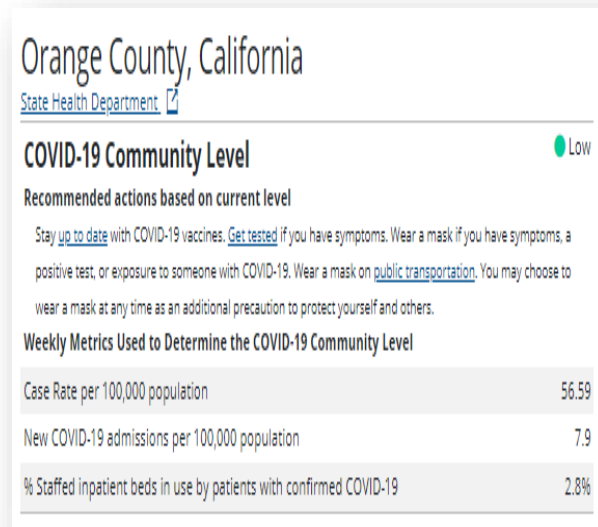 Orange County, California
State Health Department
COVID-19 Community Level
Low
Recommended actions based on current level
Stay up to date with COVID-19 vaccines. Get tested if you have symptoms. Wear a mask if you have symptoms, a
positive test, or exposure to someone with COVID-19. Wear a mask on public transportation. You may choose to
wear a mask at any time as an additional precaution to protect yourself and others.
Weekly Metrics Used to Determine the COVID-19 Community Level
Case Rate per 100,000 population 56.59
New COVID-19 admissions per 100,000 population 7.9
% Staffed inpatient beds in use by patients with confirmed COVID-19 2.8%